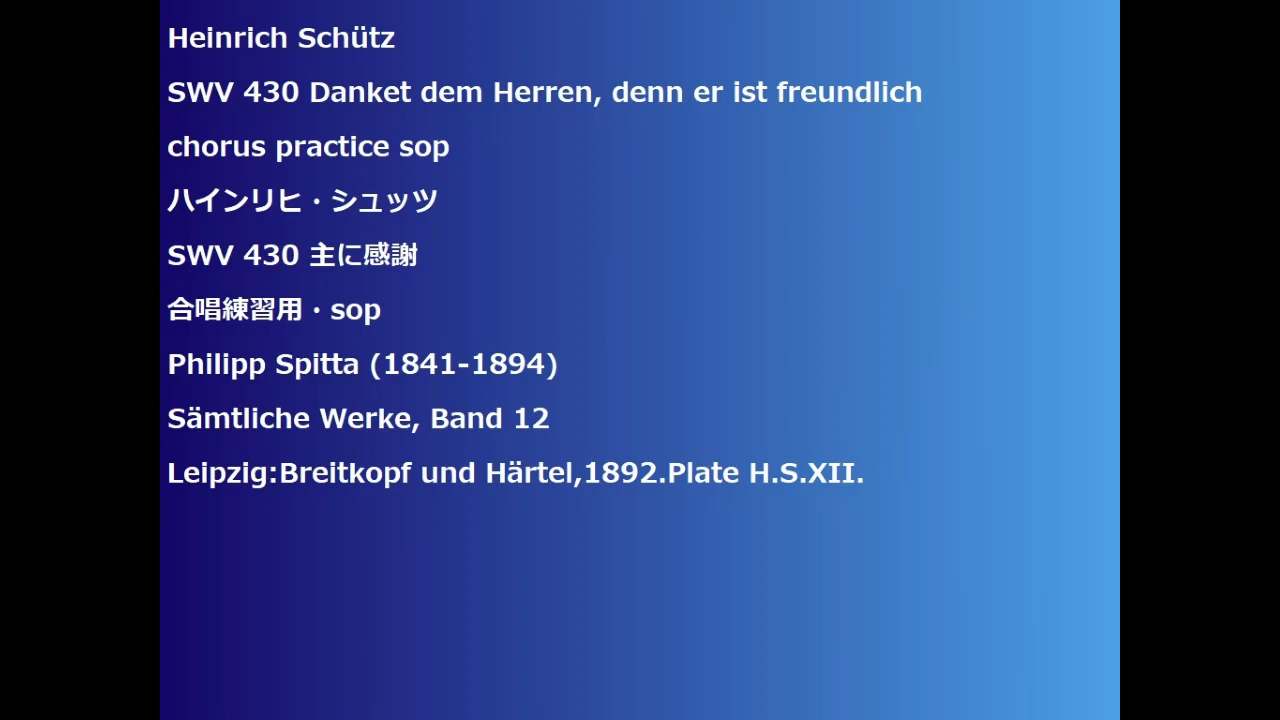 Heinrich Schütz
SWV 430 Danket dem Herren, denn er ist freundlich
chorus practice sop
ハインリヒ・シュッツ
SWV 430 主に感謝
合唱練習用・sop
Philipp Spitta (1841-1894)
Sämtliche Werke, Band 12
Leipzig:Breitkopf und Härtel,1892.Plate H.S.XII.